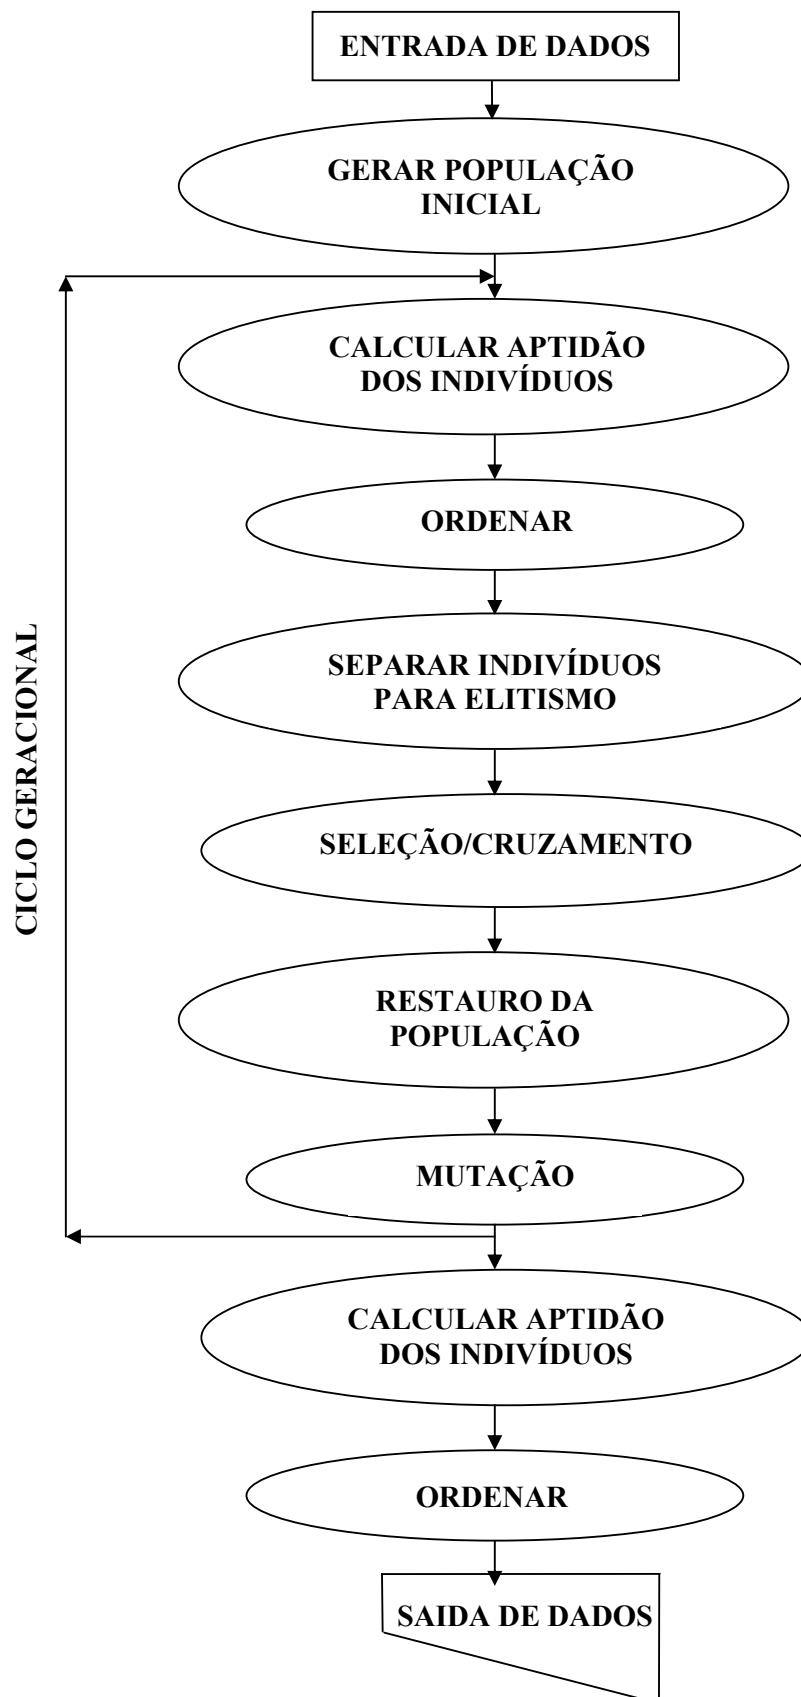 ENTRADA DE DADOS
GERAR POPULAÇÃO
INICIAL
CALCULAR APTIDÃO
DOS INDIVÍDUOS
ORDENAR
SEPARAR INDIVÍDUOS
PARA ELITISMO
CICLO GERACIONAL
SELEÇÃO/CRUZAMENTO
RESTAURO DA
POPULAÇÃO
MUTAÇÃO
CALCULAR APTIDÃO
DOS INDIVÍDUOS
ORDENAR
SAIDA DE DADOS